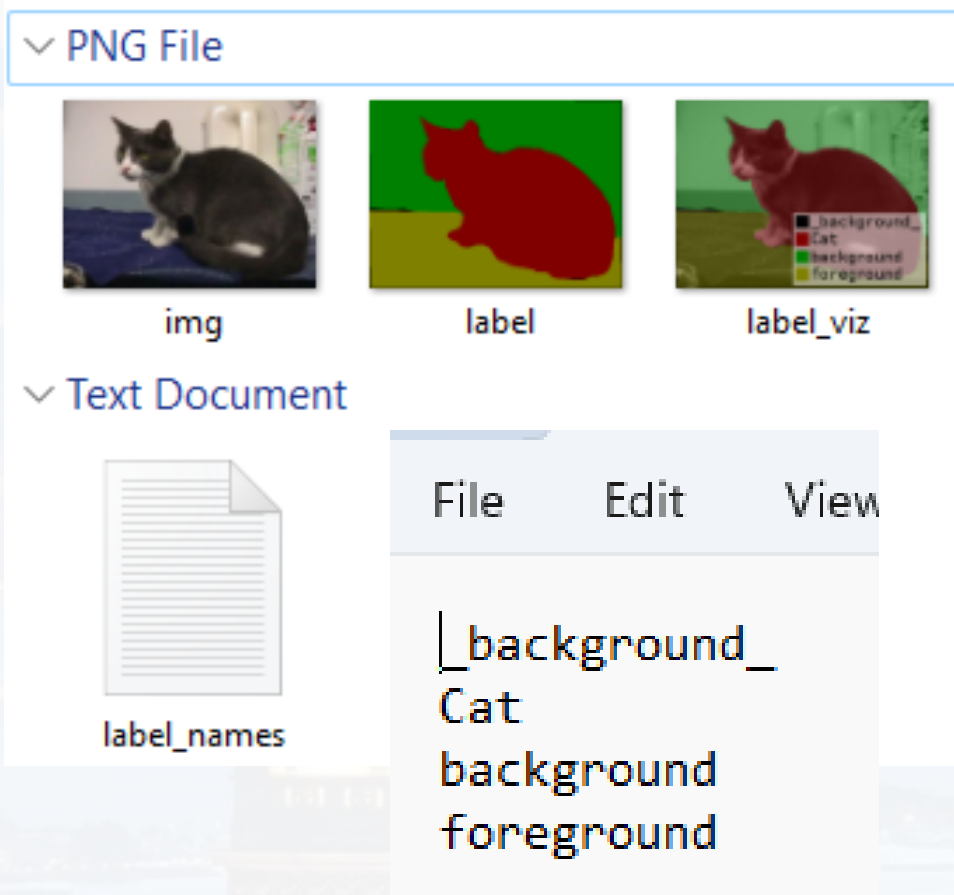 PNG File
img
label
label_viz
_background_
Cat
background
foreground
Text Document
label_names
File Edit View
_background_
Cat
background
foreground